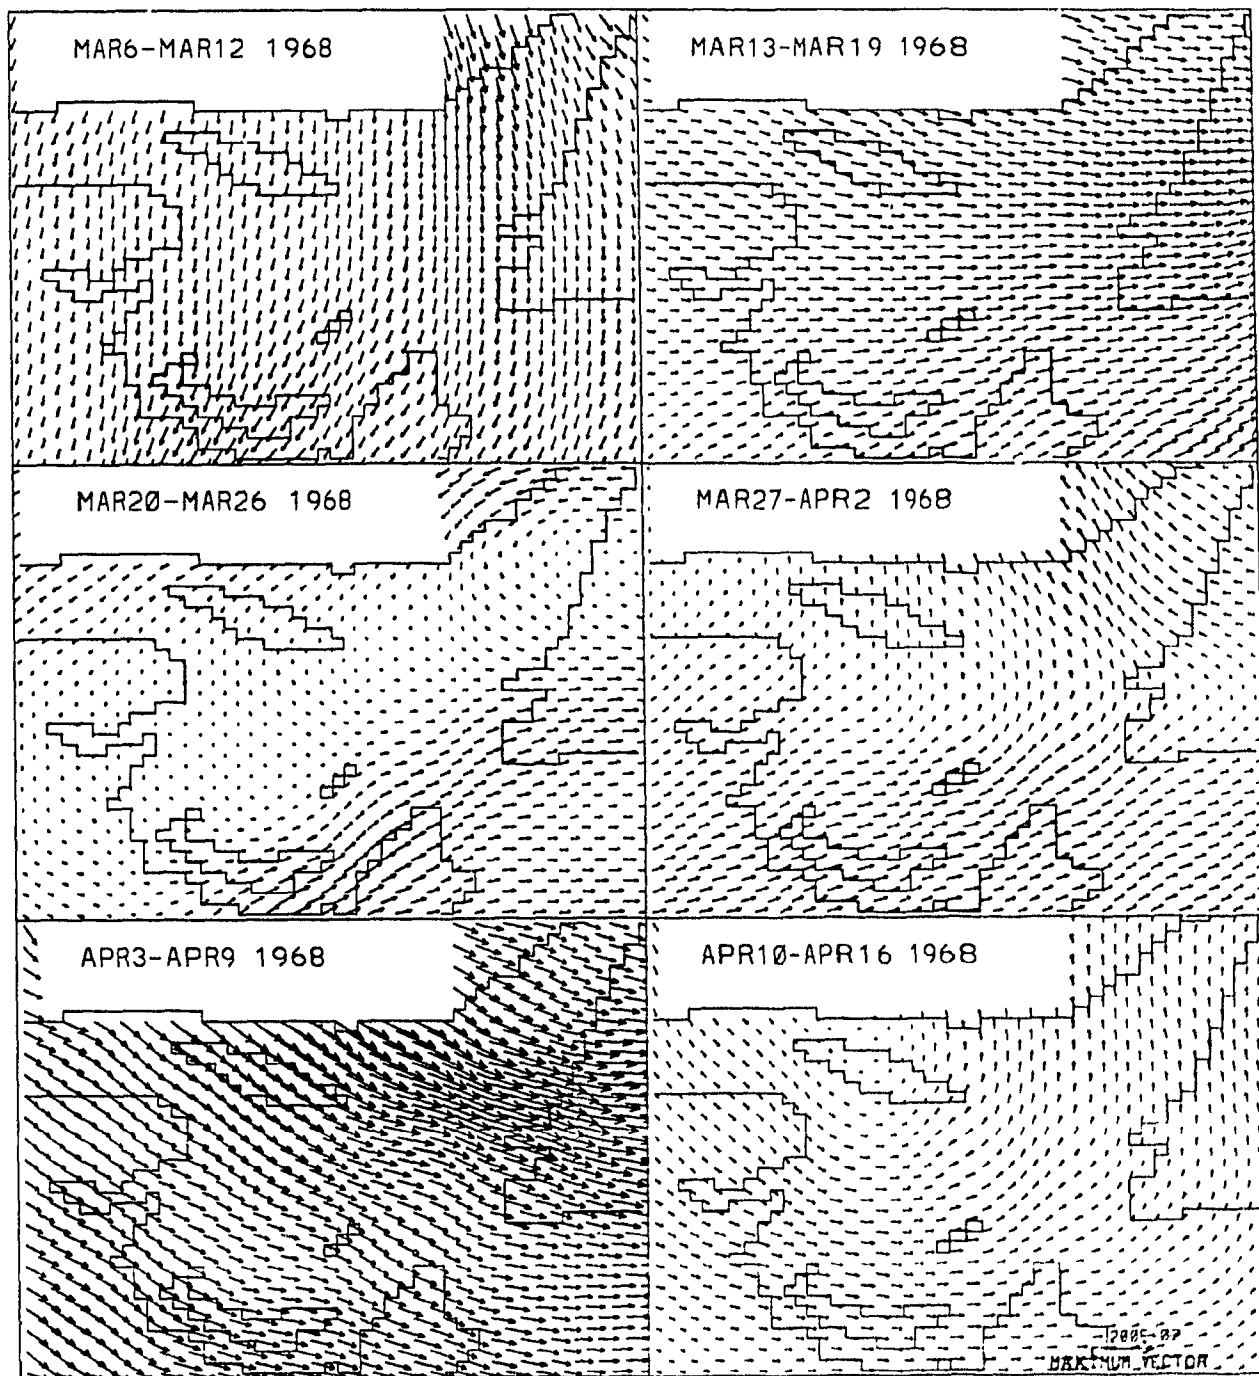 MAR6-MAR12 1968
MAR13-MAR19 1968
MAR20-MAR26 1968
MAR27-APR2 1968
APR3-APR9 1968
APR10-APR16 1968
MAXIMUM VECTOR